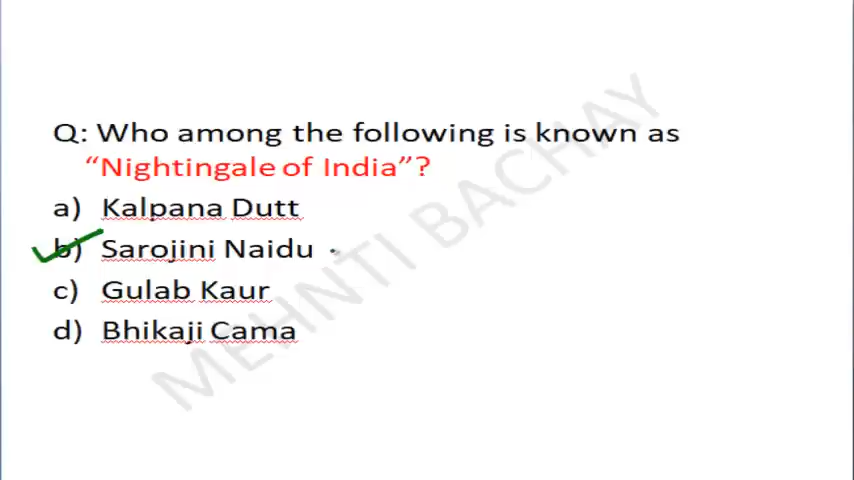 Q: Who among the following is known as
“Nightingale of India”?
a) Kalpana Dutt
b) Sarojini Naidu
c) Gulab Kaur
d) Bhikaji Cama
MEHNTI BACHAY